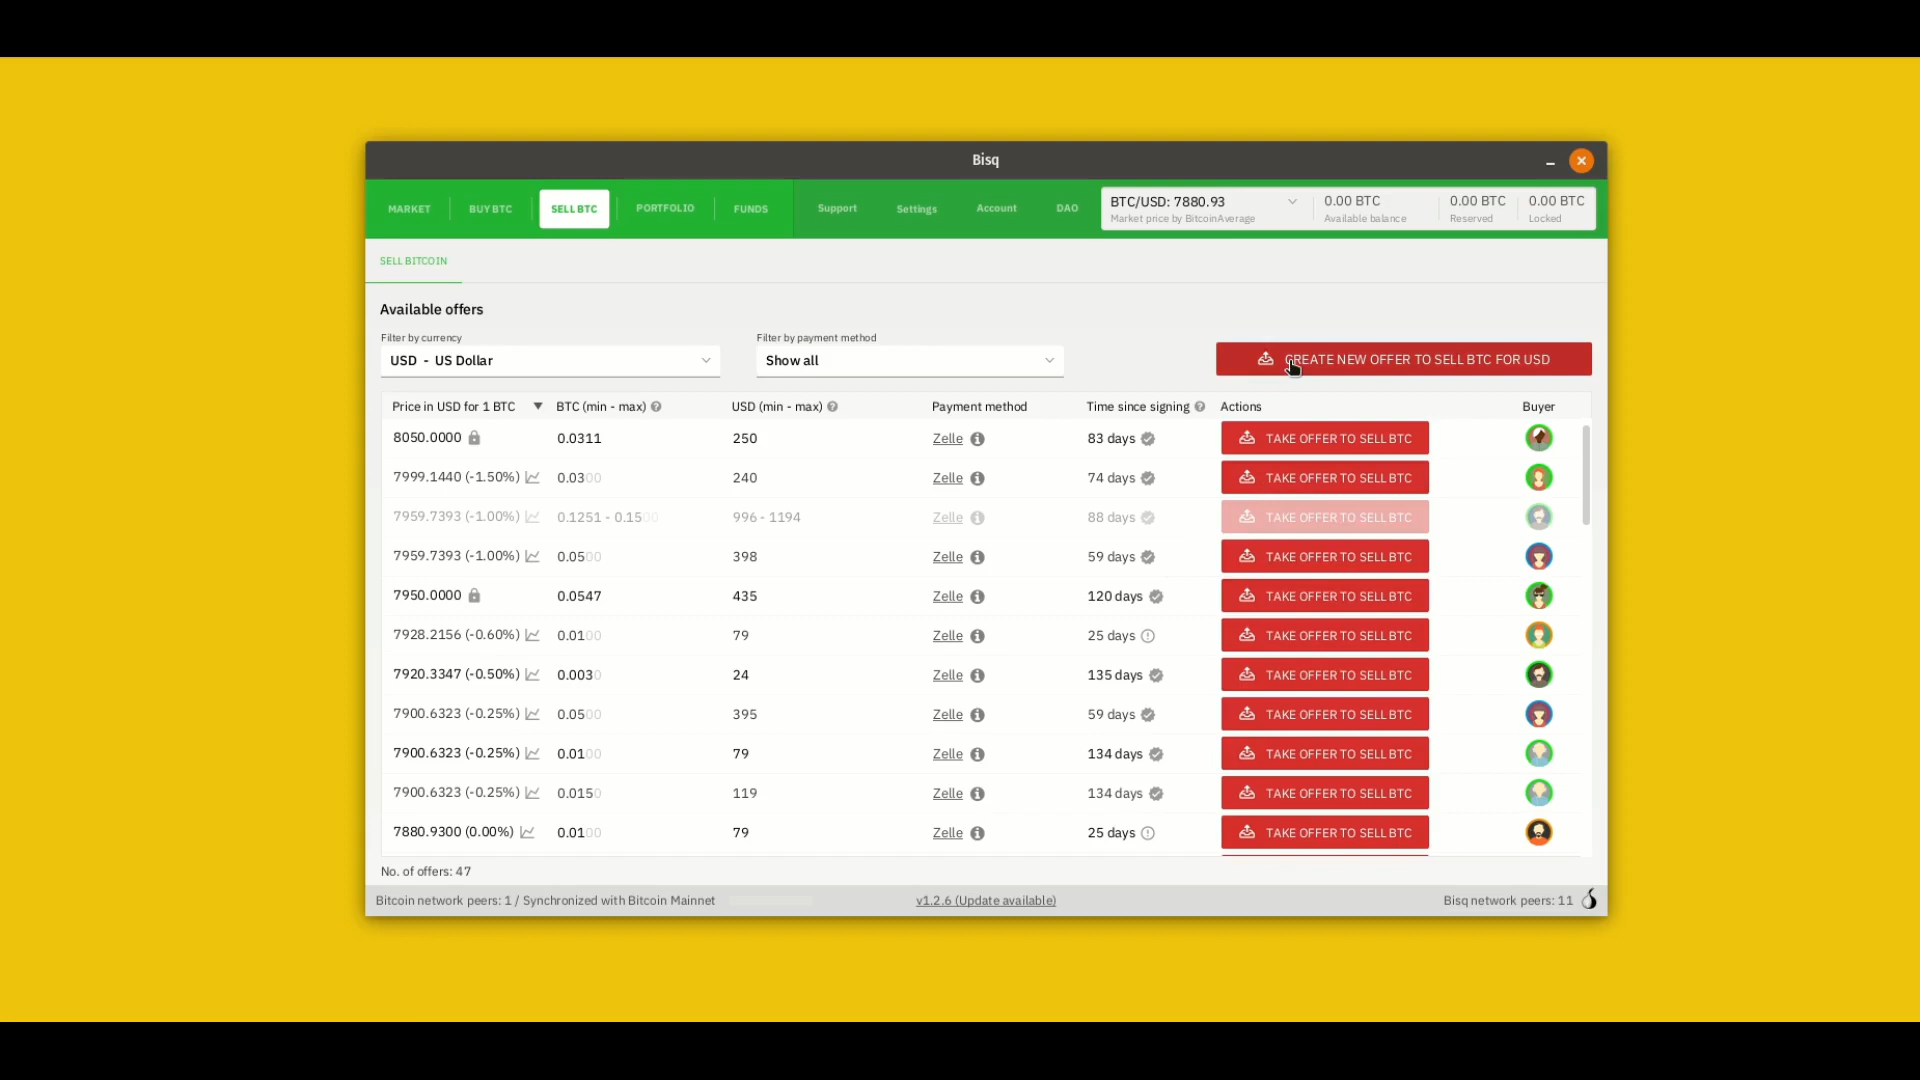 Bisq
MARKET BUY BTC SELL BTC PORTFOLIO FUNDS Support Settings Account DAO
BTC/USD: 7880.93 0.00 BTC 0.00 BTC 0.00 BTC
Market price by BitcoinAverage Available balance Reserved Locked
SELL BITCOIN
Available offers
Filter by currency Filter by payment method
USD - US Dollar Show all CREATE NEW OFFER TO SELL BTC FOR USD
Price in USD for 1 BTC BTC (min - max) USD (min - max) Payment method Time since signing Actions Buyer
8050.0000 0.0311 250 Zelle 83 days TAKE OFFER TO SELL BTC
7999.1440 (-1.50%) 0.0300 240 Zelle 74 days TAKE OFFER TO SELL BTC
7959.7393 (-1.00%) 0.1251 - 0.1500 996 - 1194 Zelle 88 days TAKE OFFER TO SELL BTC
7959.7393 (-1.00%) 0.0500 398 Zelle 59 days TAKE OFFER TO SELL BTC
7950.0000 0.0547 435 Zelle 120 days TAKE OFFER TO SELL BTC
7928.2156 (-0.60%) 0.0100 79 Zelle 25 days TAKE OFFER TO SELL BTC
7920.3347 (-0.50%) 0.0030 24 Zelle 135 days TAKE OFFER TO SELL BTC
7900.6323 (-0.25%) 0.0500 395 Zelle 59 days TAKE OFFER TO SELL BTC
7900.6323 (-0.25%) 0.0100 79 Zelle 134 days TAKE OFFER TO SELL BTC
7900.6323 (-0.25%) 0.0150 119 Zelle 134 days TAKE OFFER TO SELL BTC
7880.9300 (0.00%) 0.0100 79 Zelle 25 days TAKE OFFER TO SELL BTC
No. of offers: 47
Bitcoin network peers: 1 / Synchronized with Bitcoin Mainnet v1.2.6 (Update available) Bisq network peers: 11